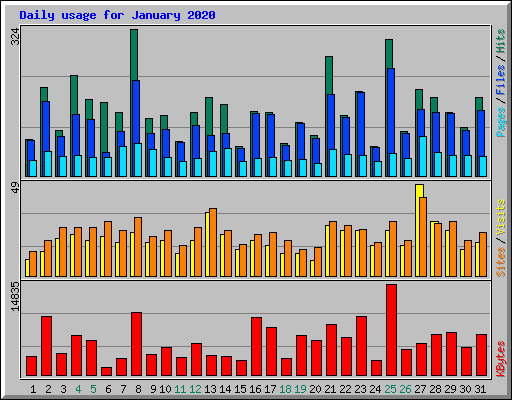 Daily usage for January 2020
324
Pages / Files / Hits
49
Sites / Visits
14835
KBytes
1 2 3 4 5 6 7 8 9 10 11 12 13 14 15 16 17 18 19 20 21 22 23 24 25 26 27 28 29 30 31